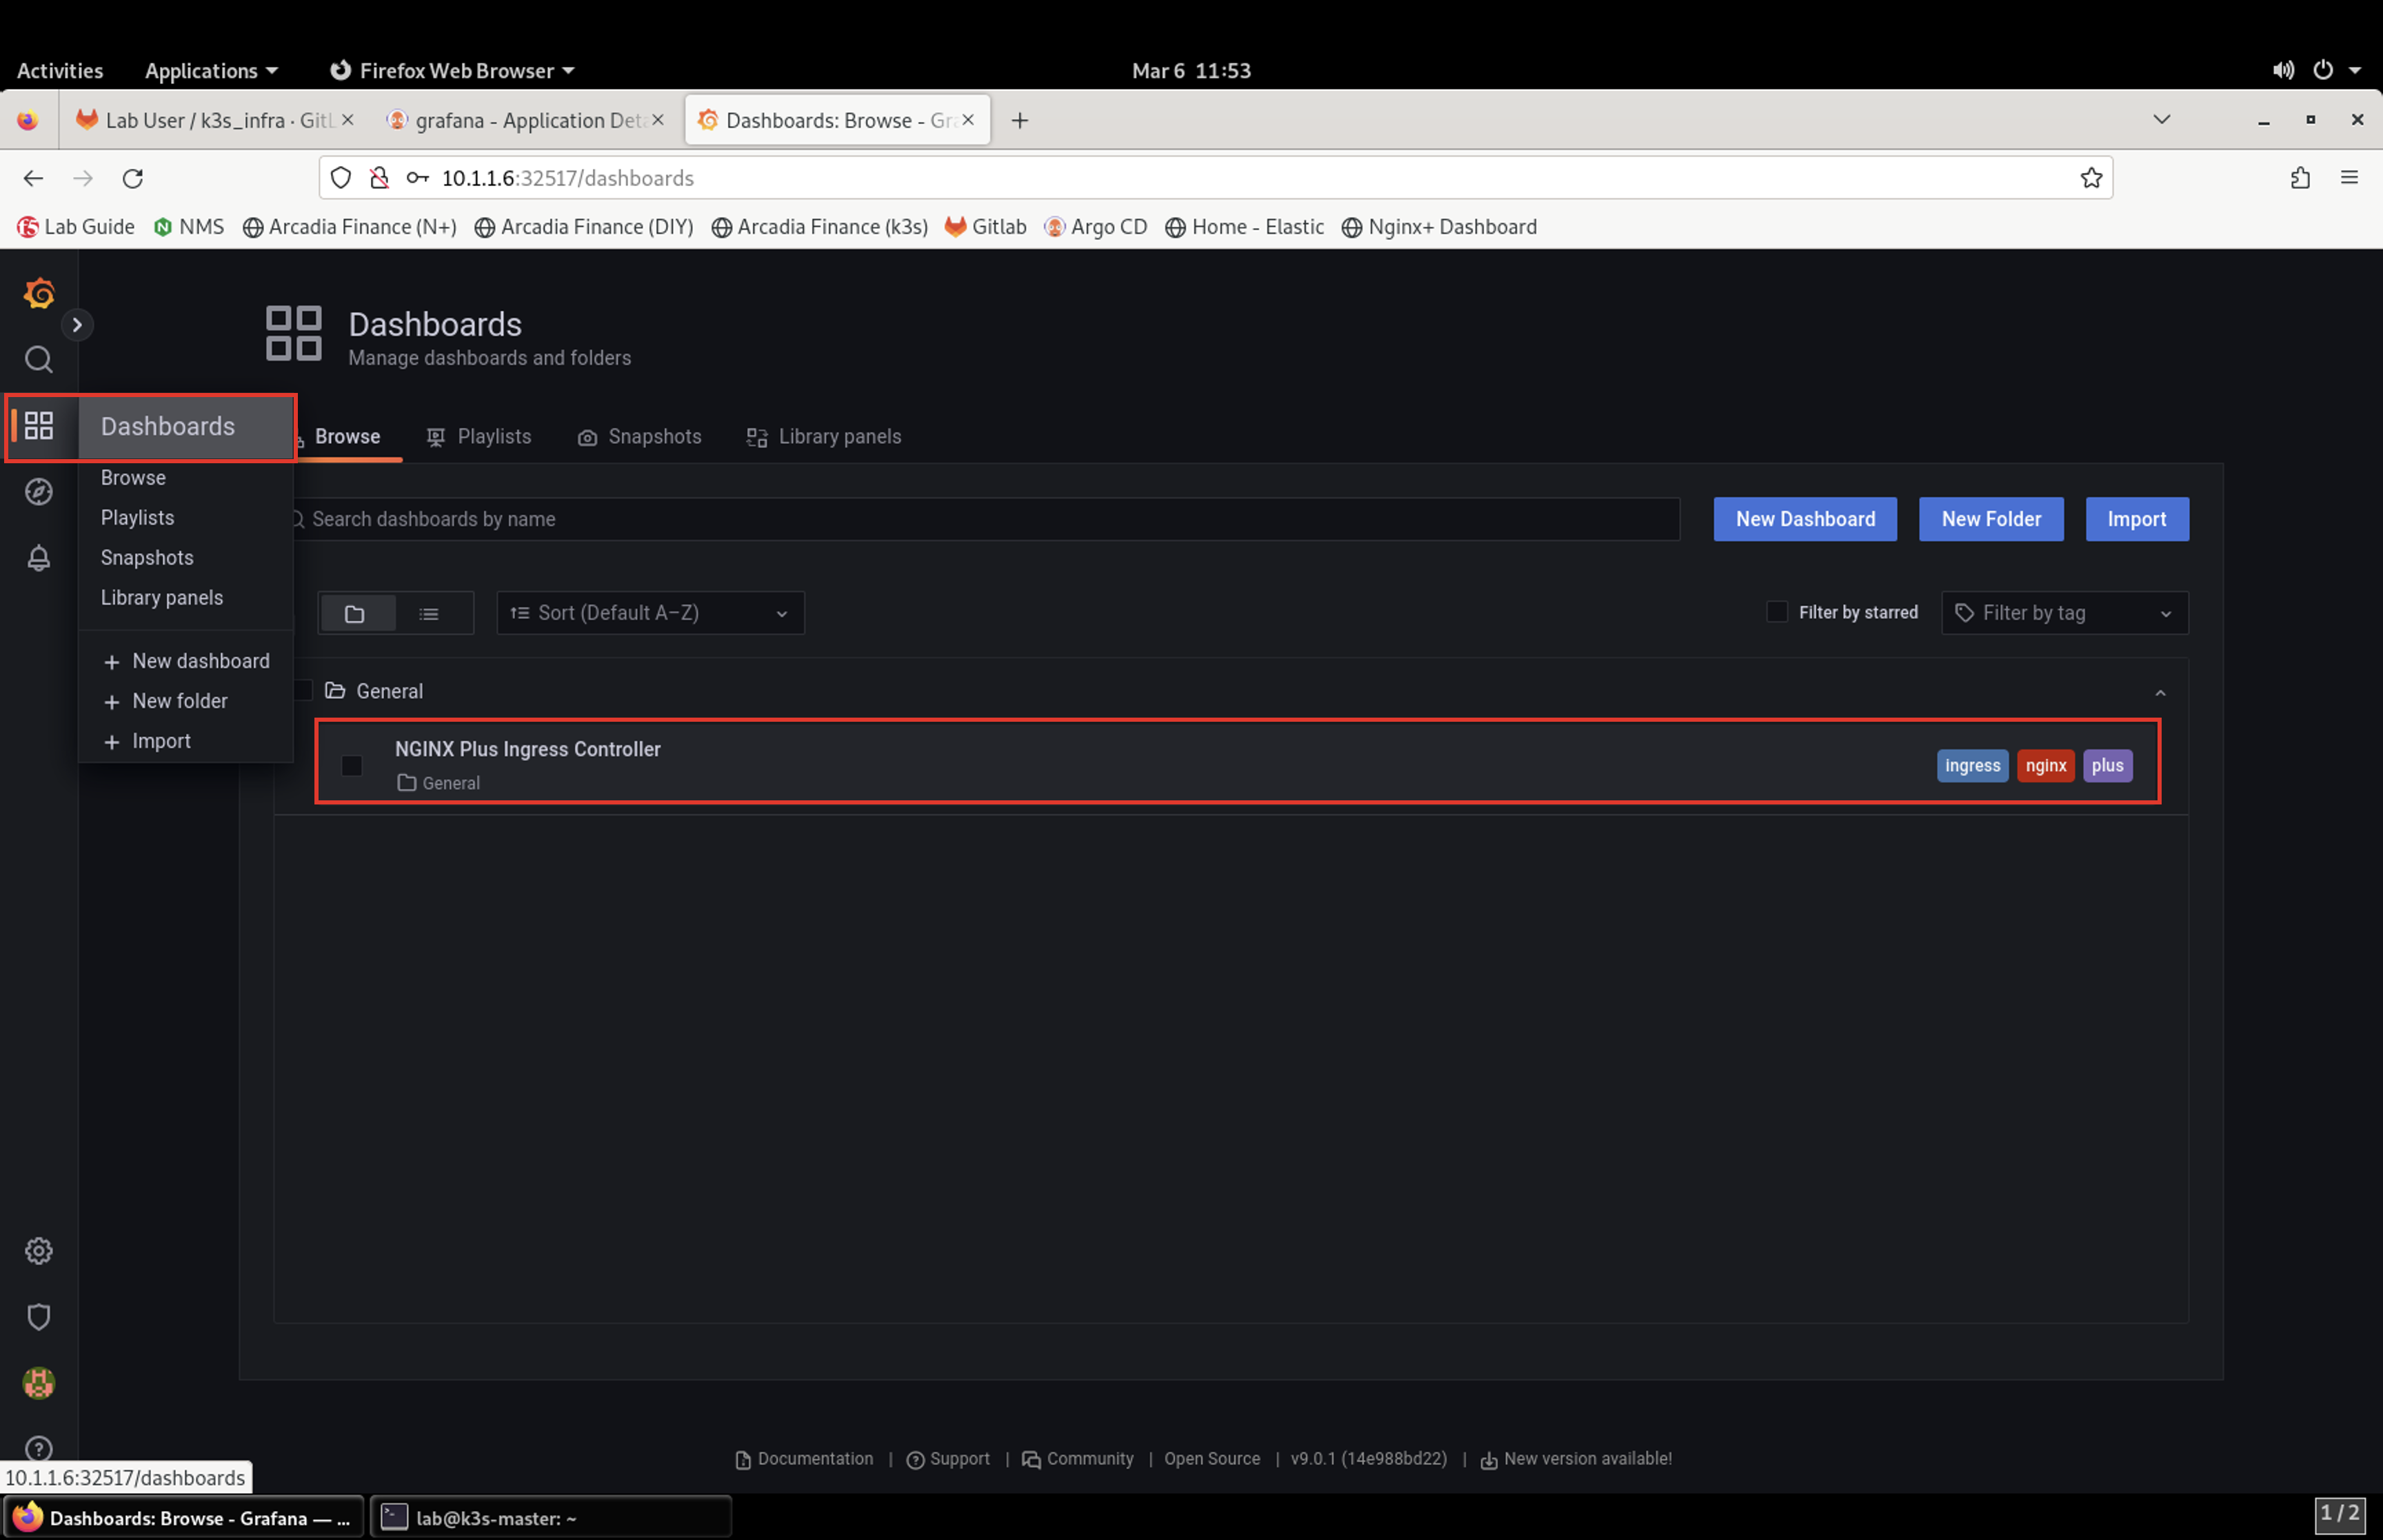 Activities Applications Firefox Web Browser Mar 6 11:53
Lab User / k3s_infra · GitL grafana - Application Deta Dashboards: Browse - Gra
10.1.1.6:32517/dashboards
Lab Guide NMS Arcadia Finance (N+) Arcadia Finance (DIY) Arcadia Finance (k3s) Gitlab Argo CD Home - Elastic Nginx+ Dashboard
Dashboards
Manage dashboards and folders
Dashboards
Browse Playlists Snapshots Library panels
Browse
Playlists
Snapshots
Library panels
New dashboard
New folder
Import
Search dashboards by name New Dashboard New Folder Import
Sort (Default A–Z) Filter by starred Filter by tag
General
NGINX Plus Ingress Controller
General
ingress nginx plus
Documentation | Support | Community | Open Source | v9.0.1 (14e988bd22) | New version available!
10.1.1.6:32517/dashboards
Dashboards: Browse - Grafana — ... lab@k3s-master: ~ 1 / 2